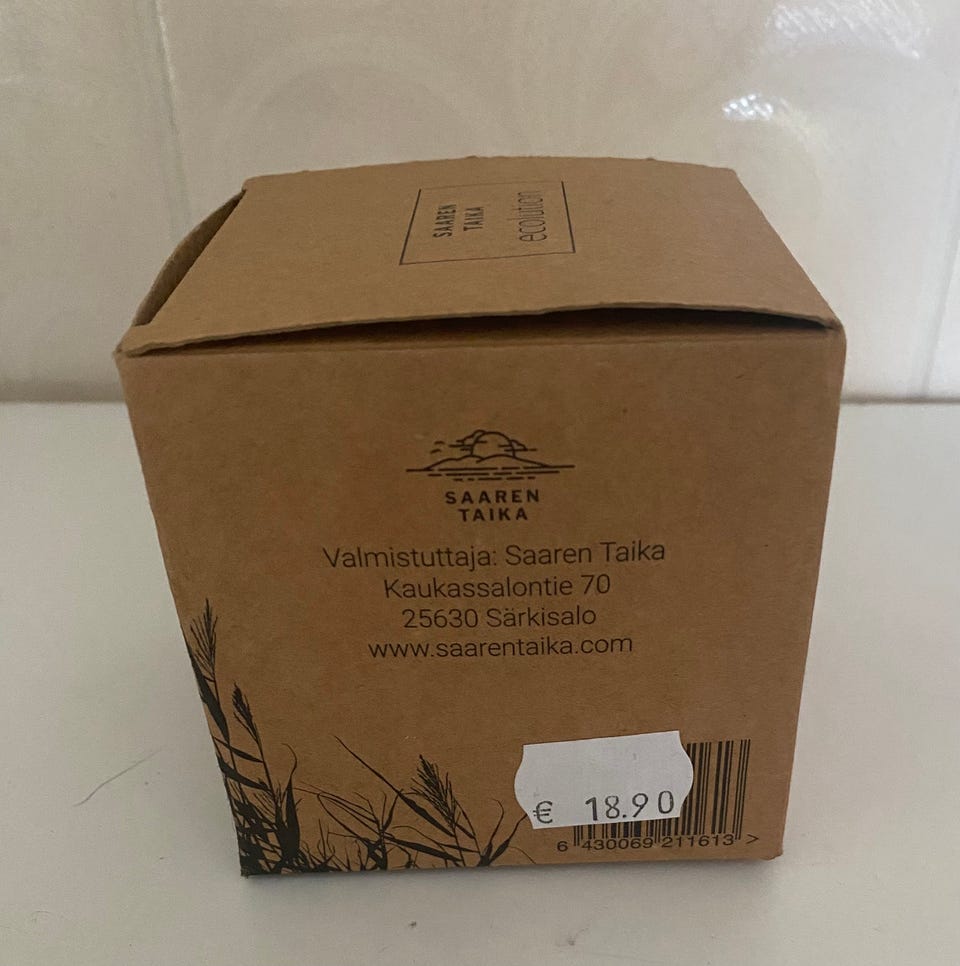 SAAREN
TAIKA
ecolution
SAAREN
TAIKA
Valmistuttaja: Saaren Taika
Kaukassalontie 70
25630 Särkisalo
www.saarentaika.com
€ 18.90
6 430069 211613 >